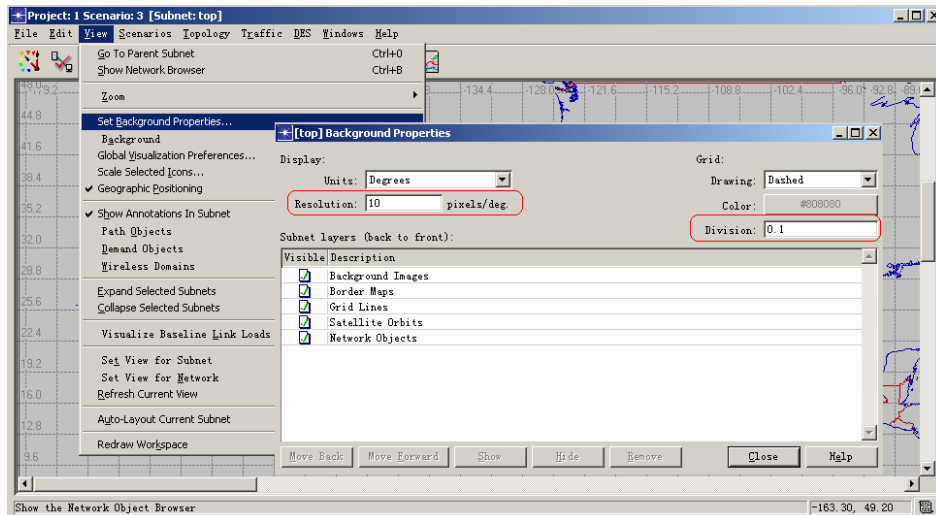 Project: 1 Scenario: 3 [Subnet: top]
File Edit View Scenarios Topology Traffic DES Windows Help
Go To Parent Subnet Ctrl+0
Show Network Browser Ctrl+B
Zoom
Set Background Properties...
Background
Global Visualization Preferences...
Scale Selected Icons...
Geographic Positioning
Show Annotations In Subnet
Path Objects
Demand Objects
Wireless Domains
Expand Selected Subnets
Collapse Selected Subnets
Visualize Baseline Link Loads
Set View for Subnet
Set View for Network
Refresh Current View
Auto-Layout Current Subnet
Redraw Workspace
-134.4 -128.0 -121.6 -108.8 -102.4 -96.0 -92.8
44.8
41.6
38.4
35.2
32.0
28.8
25.6
22.4
19.2
16.0
12.8
9.6
[top] Background Properties
Display:
Units: Degrees
Resolution: 10 pixels/deg.
Grid:
Drawing: Dashed
Color: #808080
Division: 0.1
Subnet layers (back to front):
Visible Description
Background Images
Border Maps
Grid Lines
Satellite Orbits
Network Objects
Move Back Move Forward Show Hide Remove Close Help
Show the Network Object Browser
-163.30, 49.20